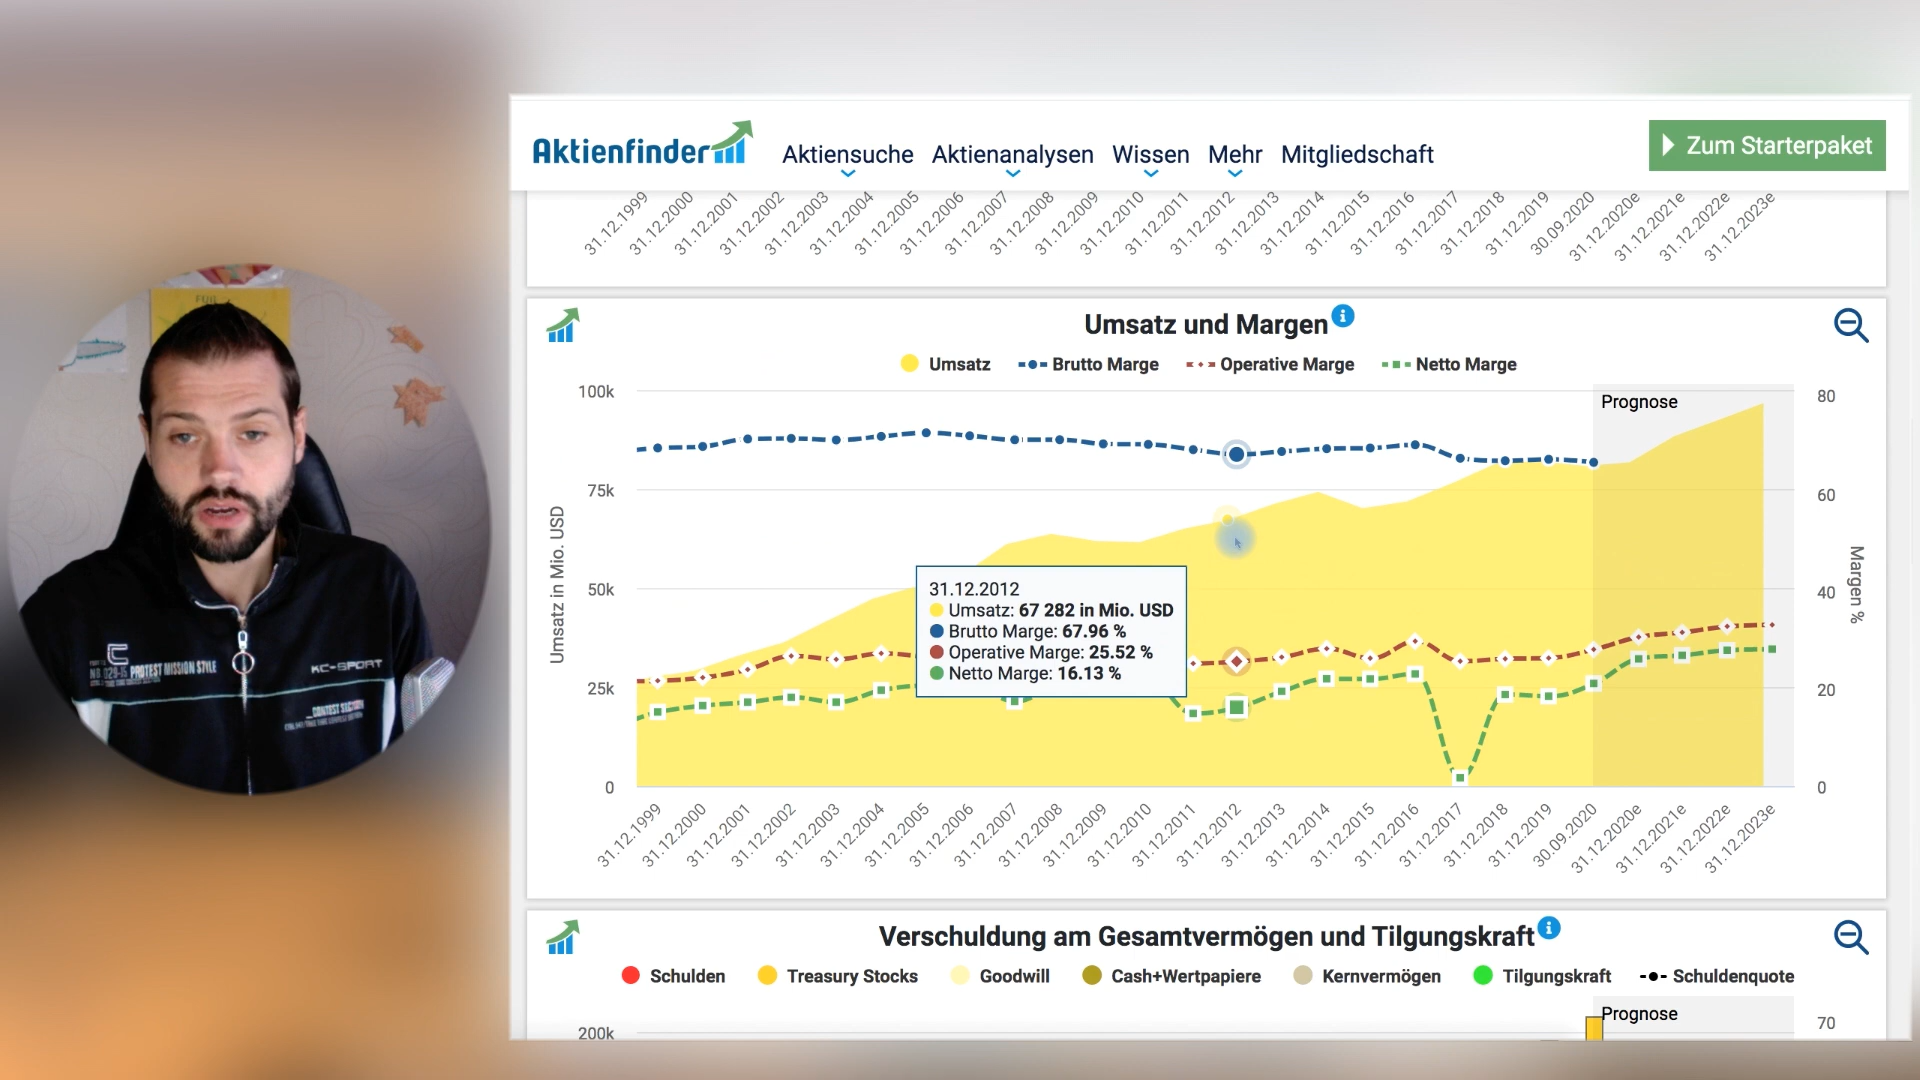 Aktienfinder
Aktiensuche Aktienanalysen Wissen Mehr Mitgliedschaft
Zum Starterpaket
31.12.1999 31.12.2000 31.12.2001 31.12.2002 31.12.2003 31.12.2004 31.12.2005 31.12.2006 31.12.2007 31.12.2008 31.12.2009 31.12.2010 31.12.2011 31.12.2012 31.12.2013 31.12.2014 31.12.2015 31.12.2016 31.12.2017 31.12.2018 31.12.2019 30.09.2020 31.12.2020e 31.12.2021e 31.12.2022e 31.12.2023e
Umsatz und Margen
Umsatz Brutto Marge Operative Marge Netto Marge
100k
75k
50k
25k
0
Umsatz in Mio. USD
Prognose
80
60
40
20
0
Margen %
31.12.2012
Umsatz: 67 282 in Mio. USD
Brutto Marge: 67.96 %
Operative Marge: 25.52 %
Netto Marge: 16.13 %
31.12.1999 31.12.2000 31.12.2001 31.12.2002 31.12.2003 31.12.2004 31.12.2005 31.12.2006 31.12.2007 31.12.2008 31.12.2009 31.12.2010 31.12.2011 31.12.2012 31.12.2013 31.12.2014 31.12.2015 31.12.2016 31.12.2017 31.12.2018 31.12.2019 30.09.2020 31.12.2020e 31.12.2021e 31.12.2022e 31.12.2023e
Verschuldung am Gesamtvermögen und Tilgungskraft
Schulden Treasury Stocks Goodwill Cash+Wertpapiere Kernvermögen Tilgungskraft Schuldenquote
Prognose
200k
70
PROTEST MISSION STYLE
KC-SPORT